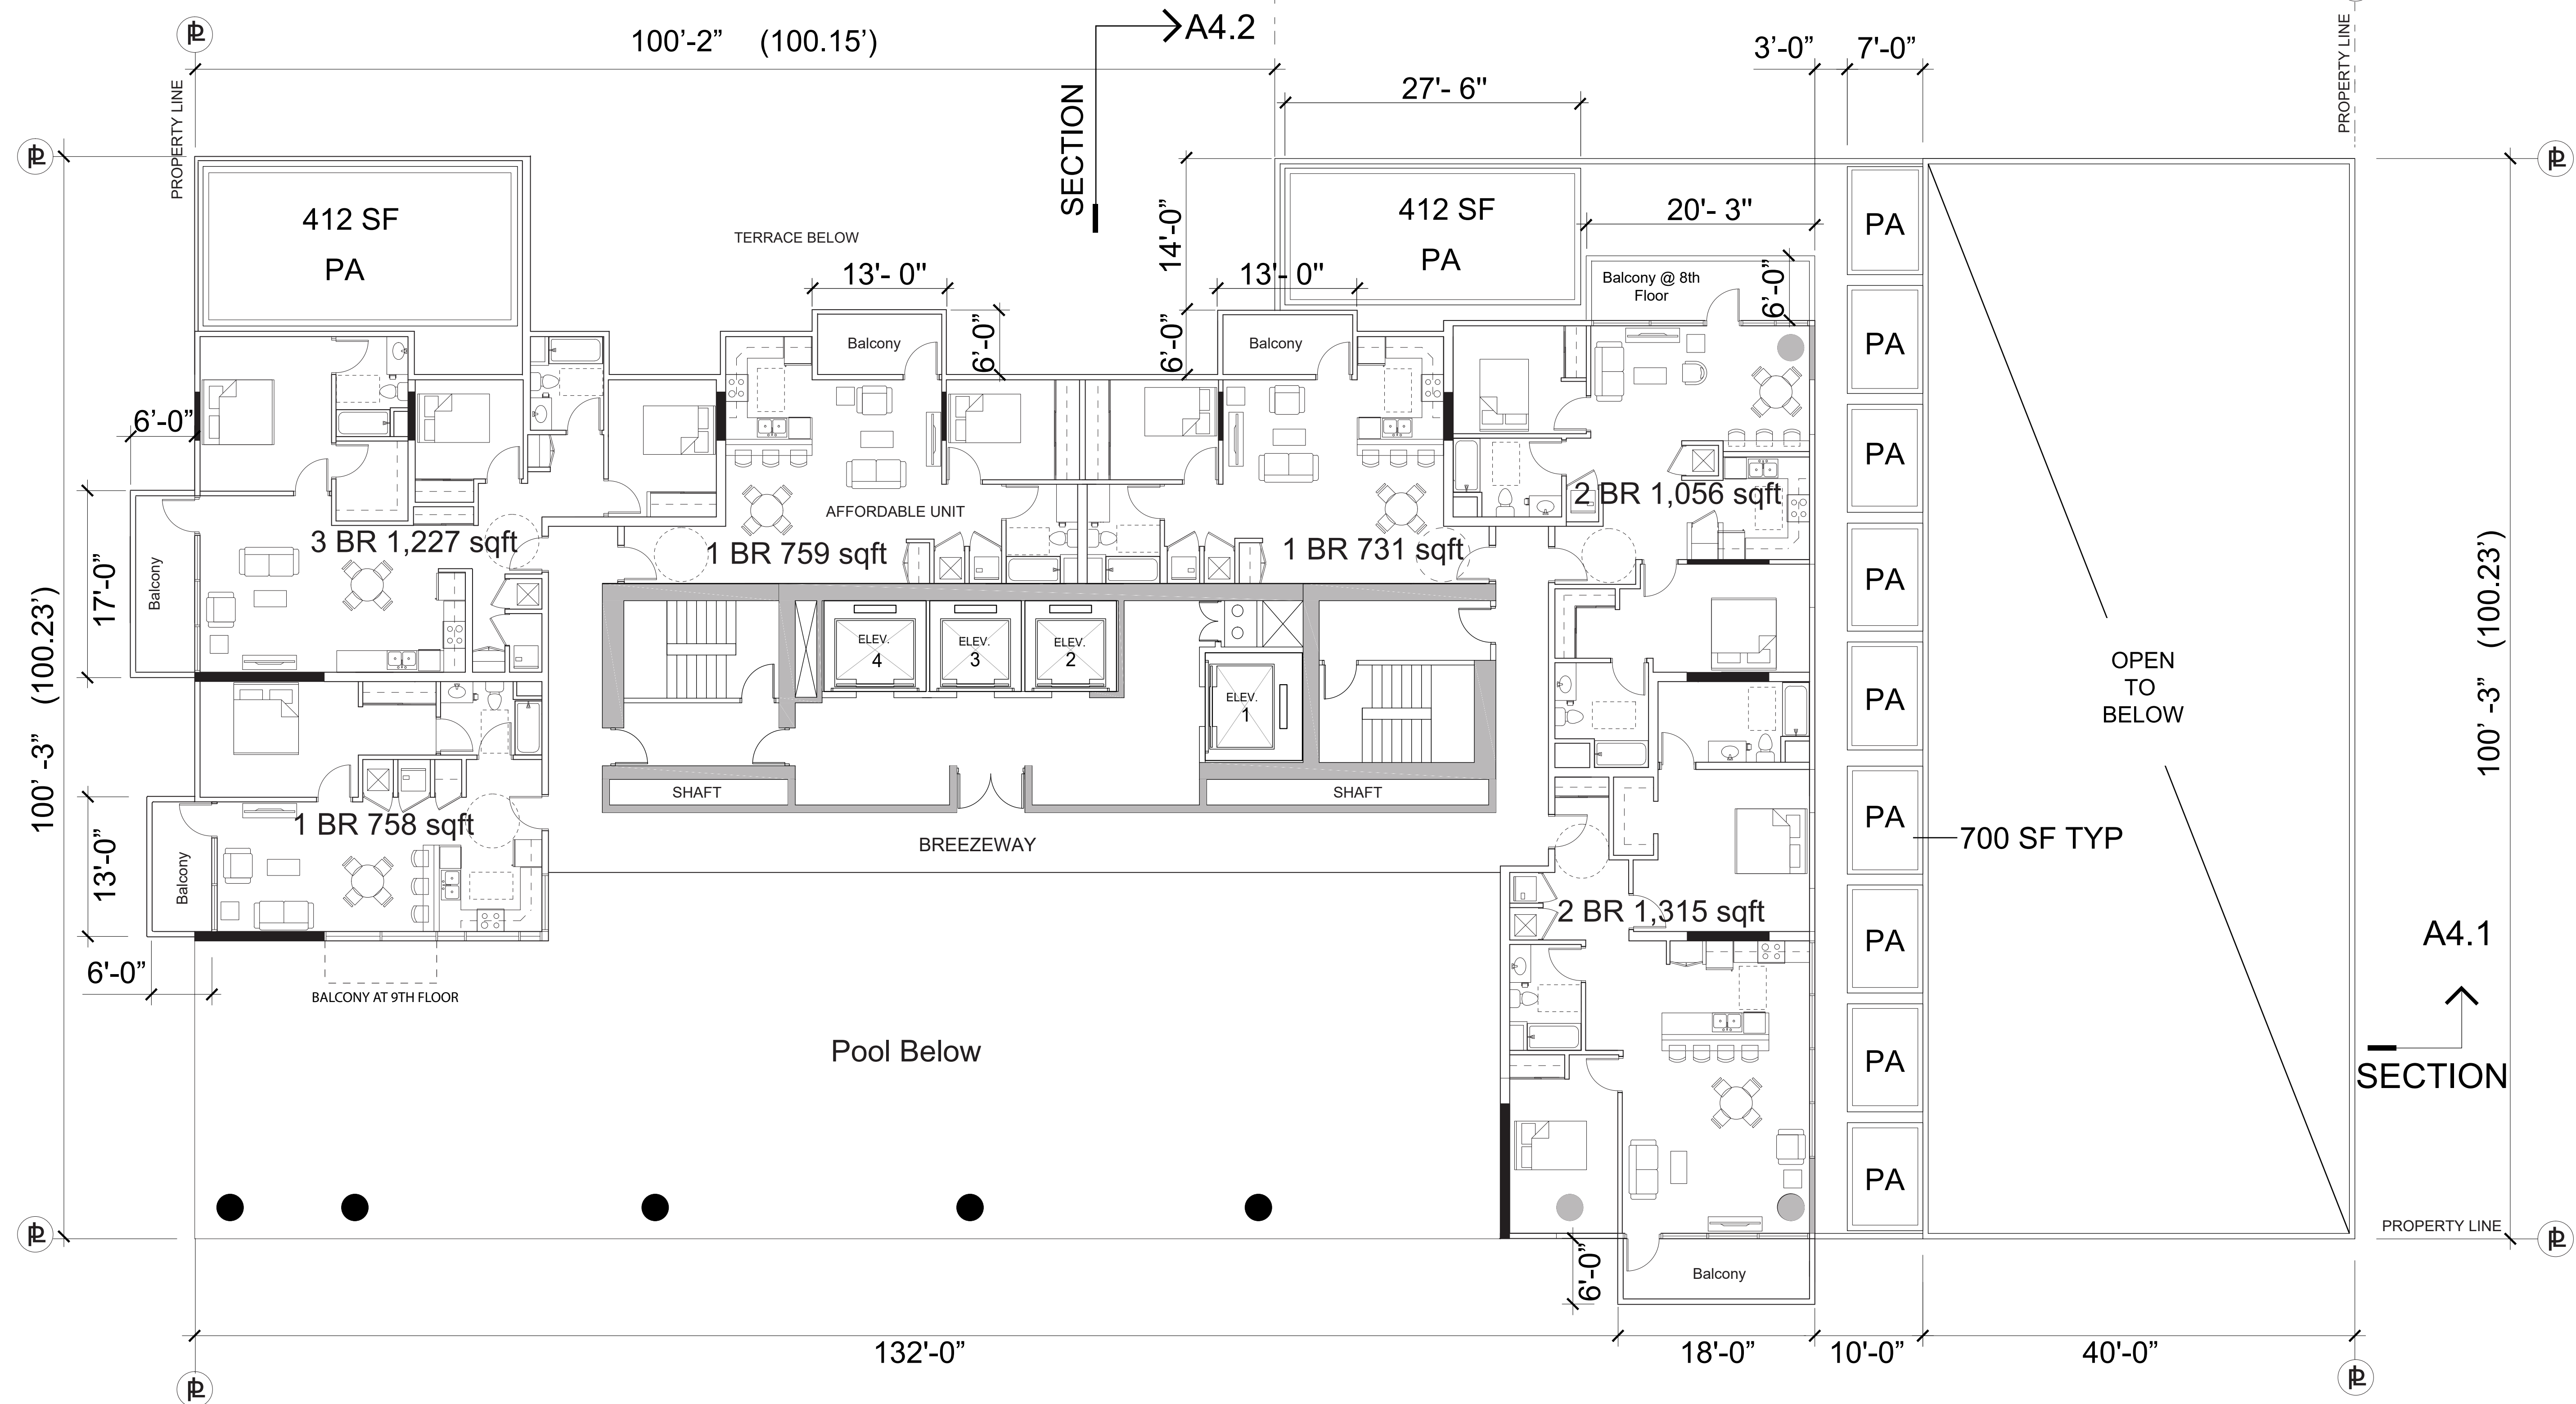 PL
100’-2” (100.15’)
A4.2
SECTION
3’-0”
7’-0”
PROPERTY LINE
PROPERTY LINE
27'- 6"
PL
PL
412 SF
PA
TERRACE BELOW
14’-0”
412 SF
PA
20'- 3"
PA
13'- 0"
13'- 0"
Balcony @ 8th
Floor
6’-0”
Balcony
6’-0”
6’-0”
Balcony
PA
6’-0”
PA
3 BR 1,227 sqft
AFFORDABLE UNIT
1 BR 759 sqft
1 BR 731 sqft
2 BR 1,056 sqft
17’-0”
Balcony
100’ -3” (100.23’)
100’ -3” (100.23’)
PA
ELEV.
4
ELEV.
3
ELEV.
2
ELEV.
1
PA
OPEN
TO
BELOW
SHAFT
SHAFT
1 BR 758 sqft
13’-0”
Balcony
BREEZEWAY
PA
700 SF TYP
2 BR 1,315 sqft
PA
A4.1
6’-0”
BALCONY AT 9TH FLOOR
Pool Below
PA
SECTION
PA
PL
PROPERTY LINE
PL
6’-0”
Balcony
132’-0”
18’-0”
10’-0”
40’-0”
PL
PL